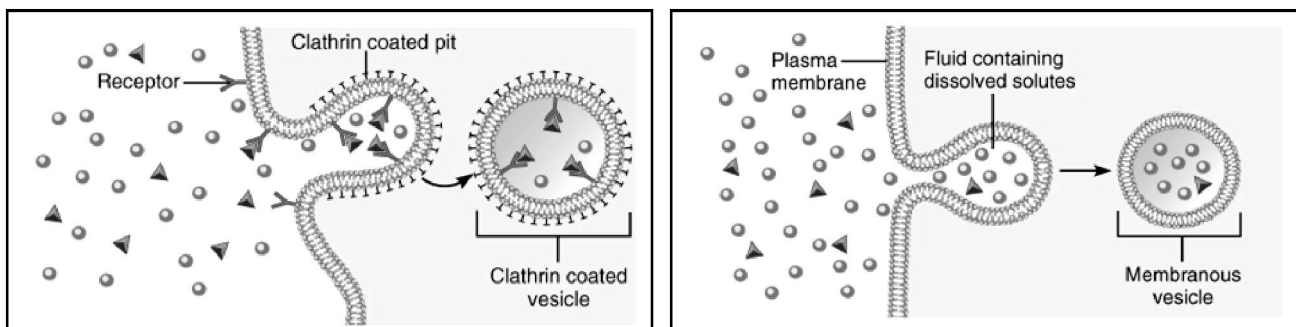 Clathrin coated pit
Receptor
Clathrin coated
vesicle
Plasma
membrane
Fluid containing
dissolved solutes
Membranous
vesicle